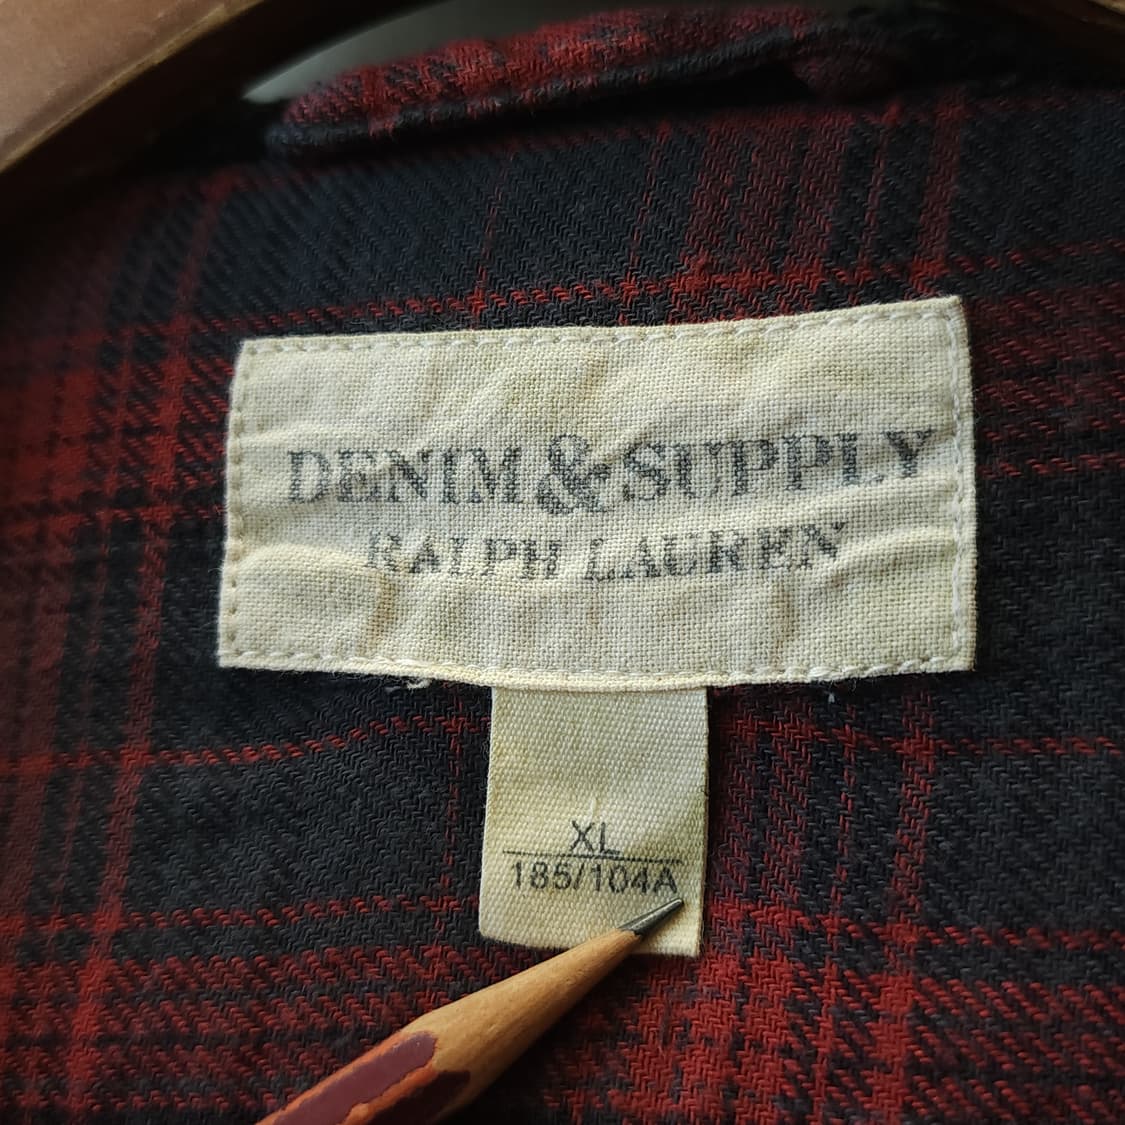 DENIM & SUPPLY
RALPH LAUREN
XL
185/104A